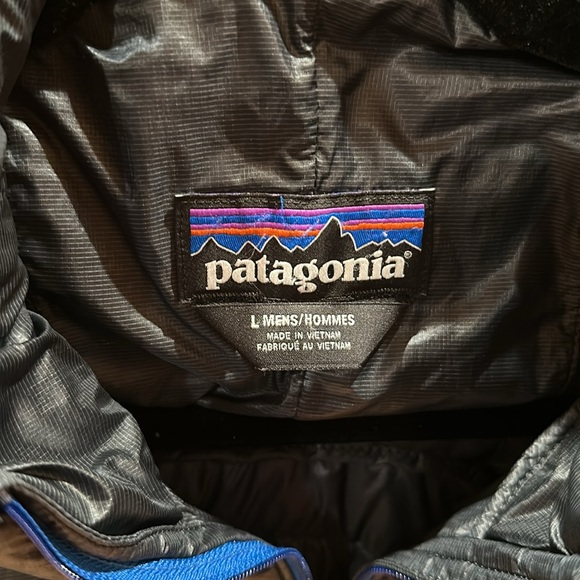 patagonia®
L MENS/HOMMES
MADE IN VIETNAM
FABRIQUÉ AU VIETNAM